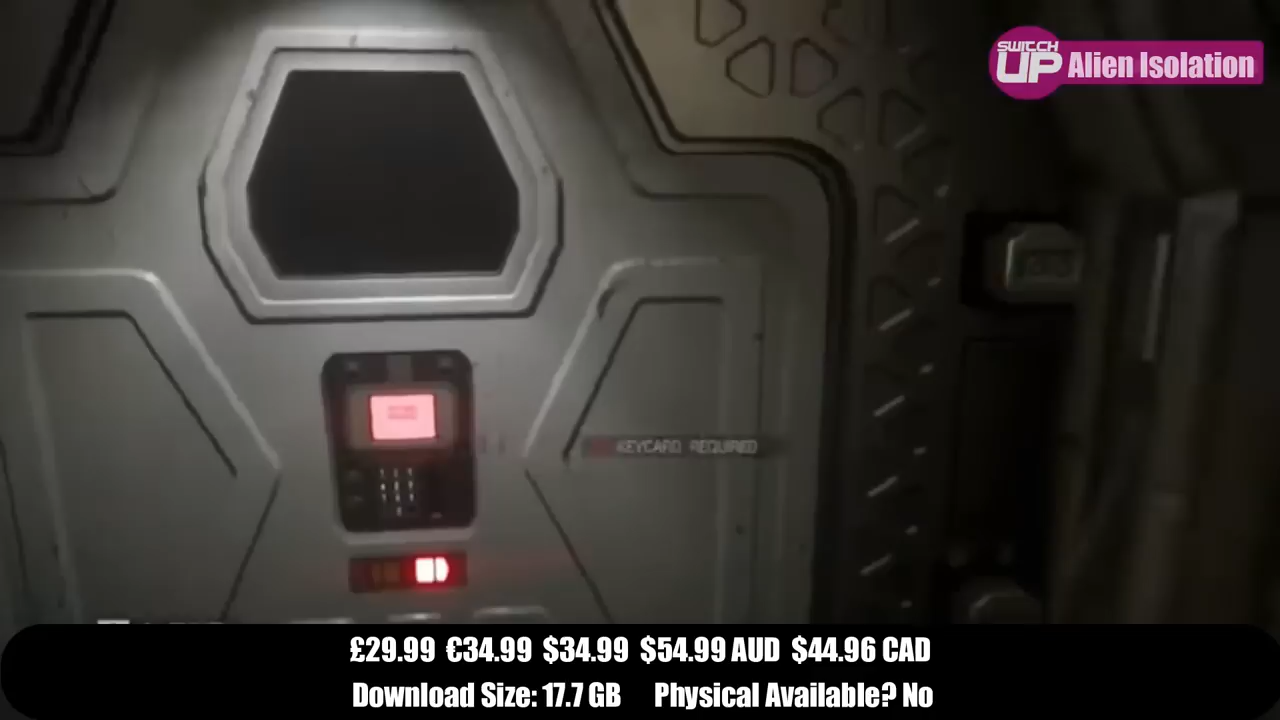 SWITCH
UP Alien Isolation
KEYCARD REQUIRED
£29.99 €34.99 $34.99 $54.99 AUD $44.96 CAD
Download Size: 17.7 GB Physical Available? No